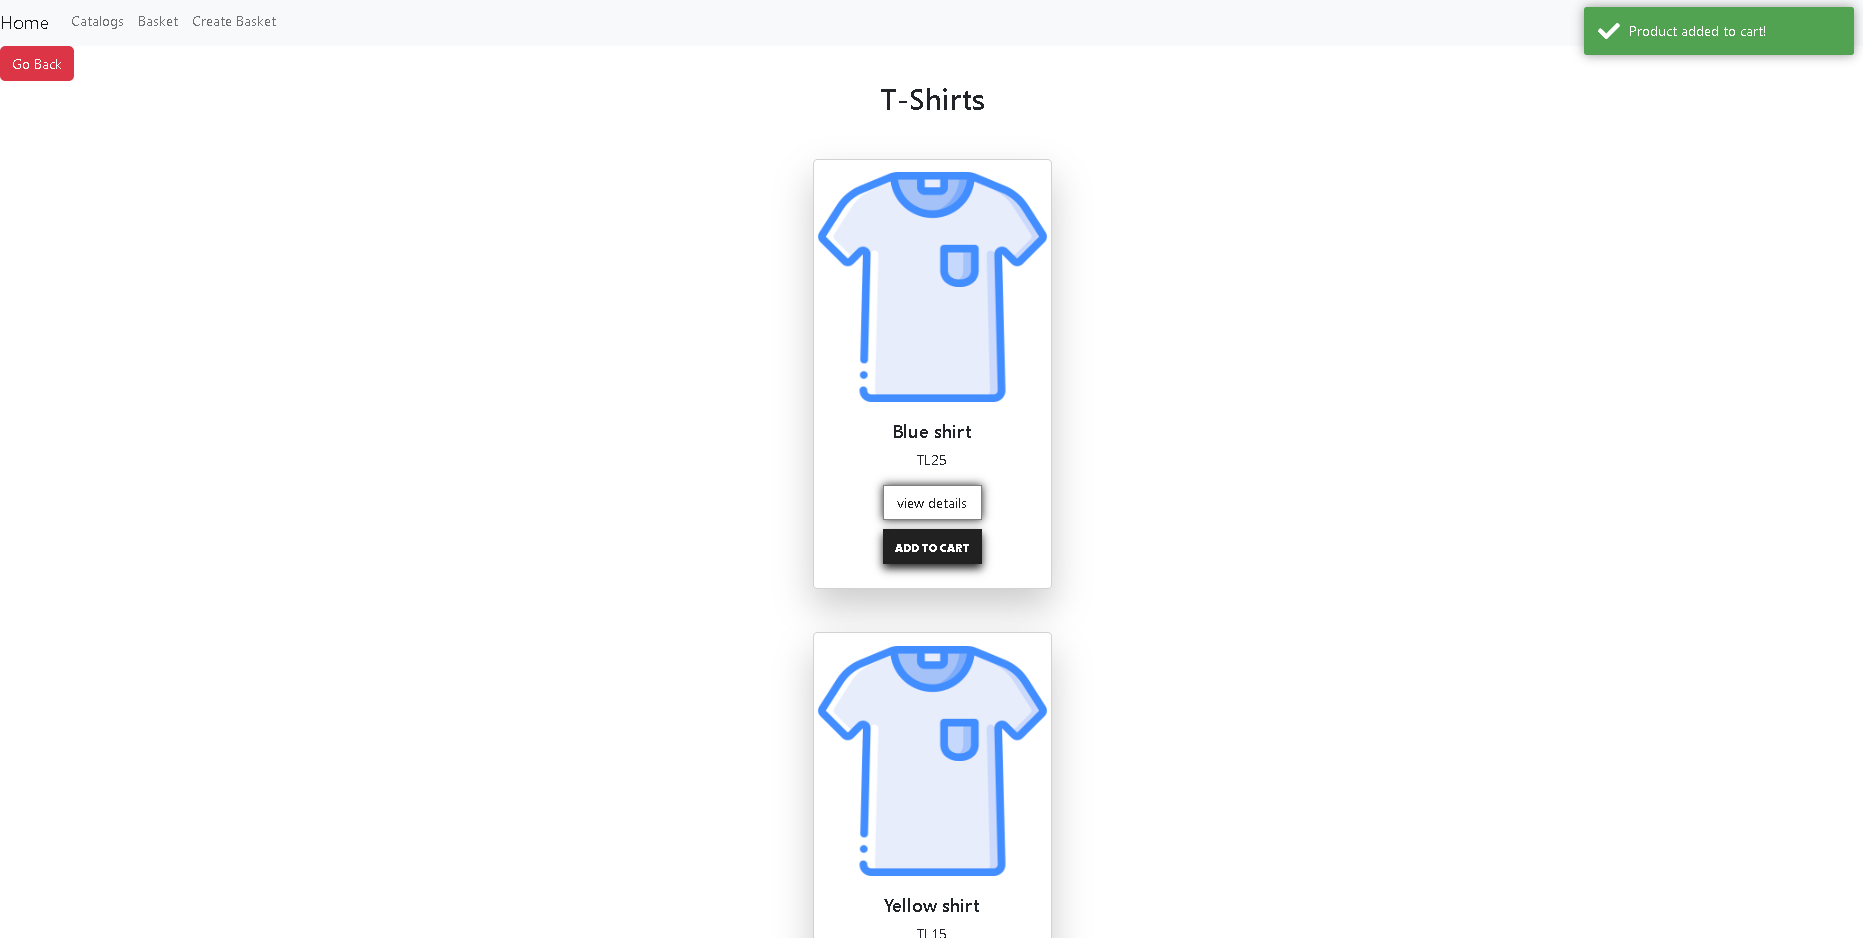 Home Catalogs Basket Create Basket
Product added to cart!
Go Back
T-Shirts
Blue shirt
TL25
view details
ADD TO CART
Yellow shirt
TL15